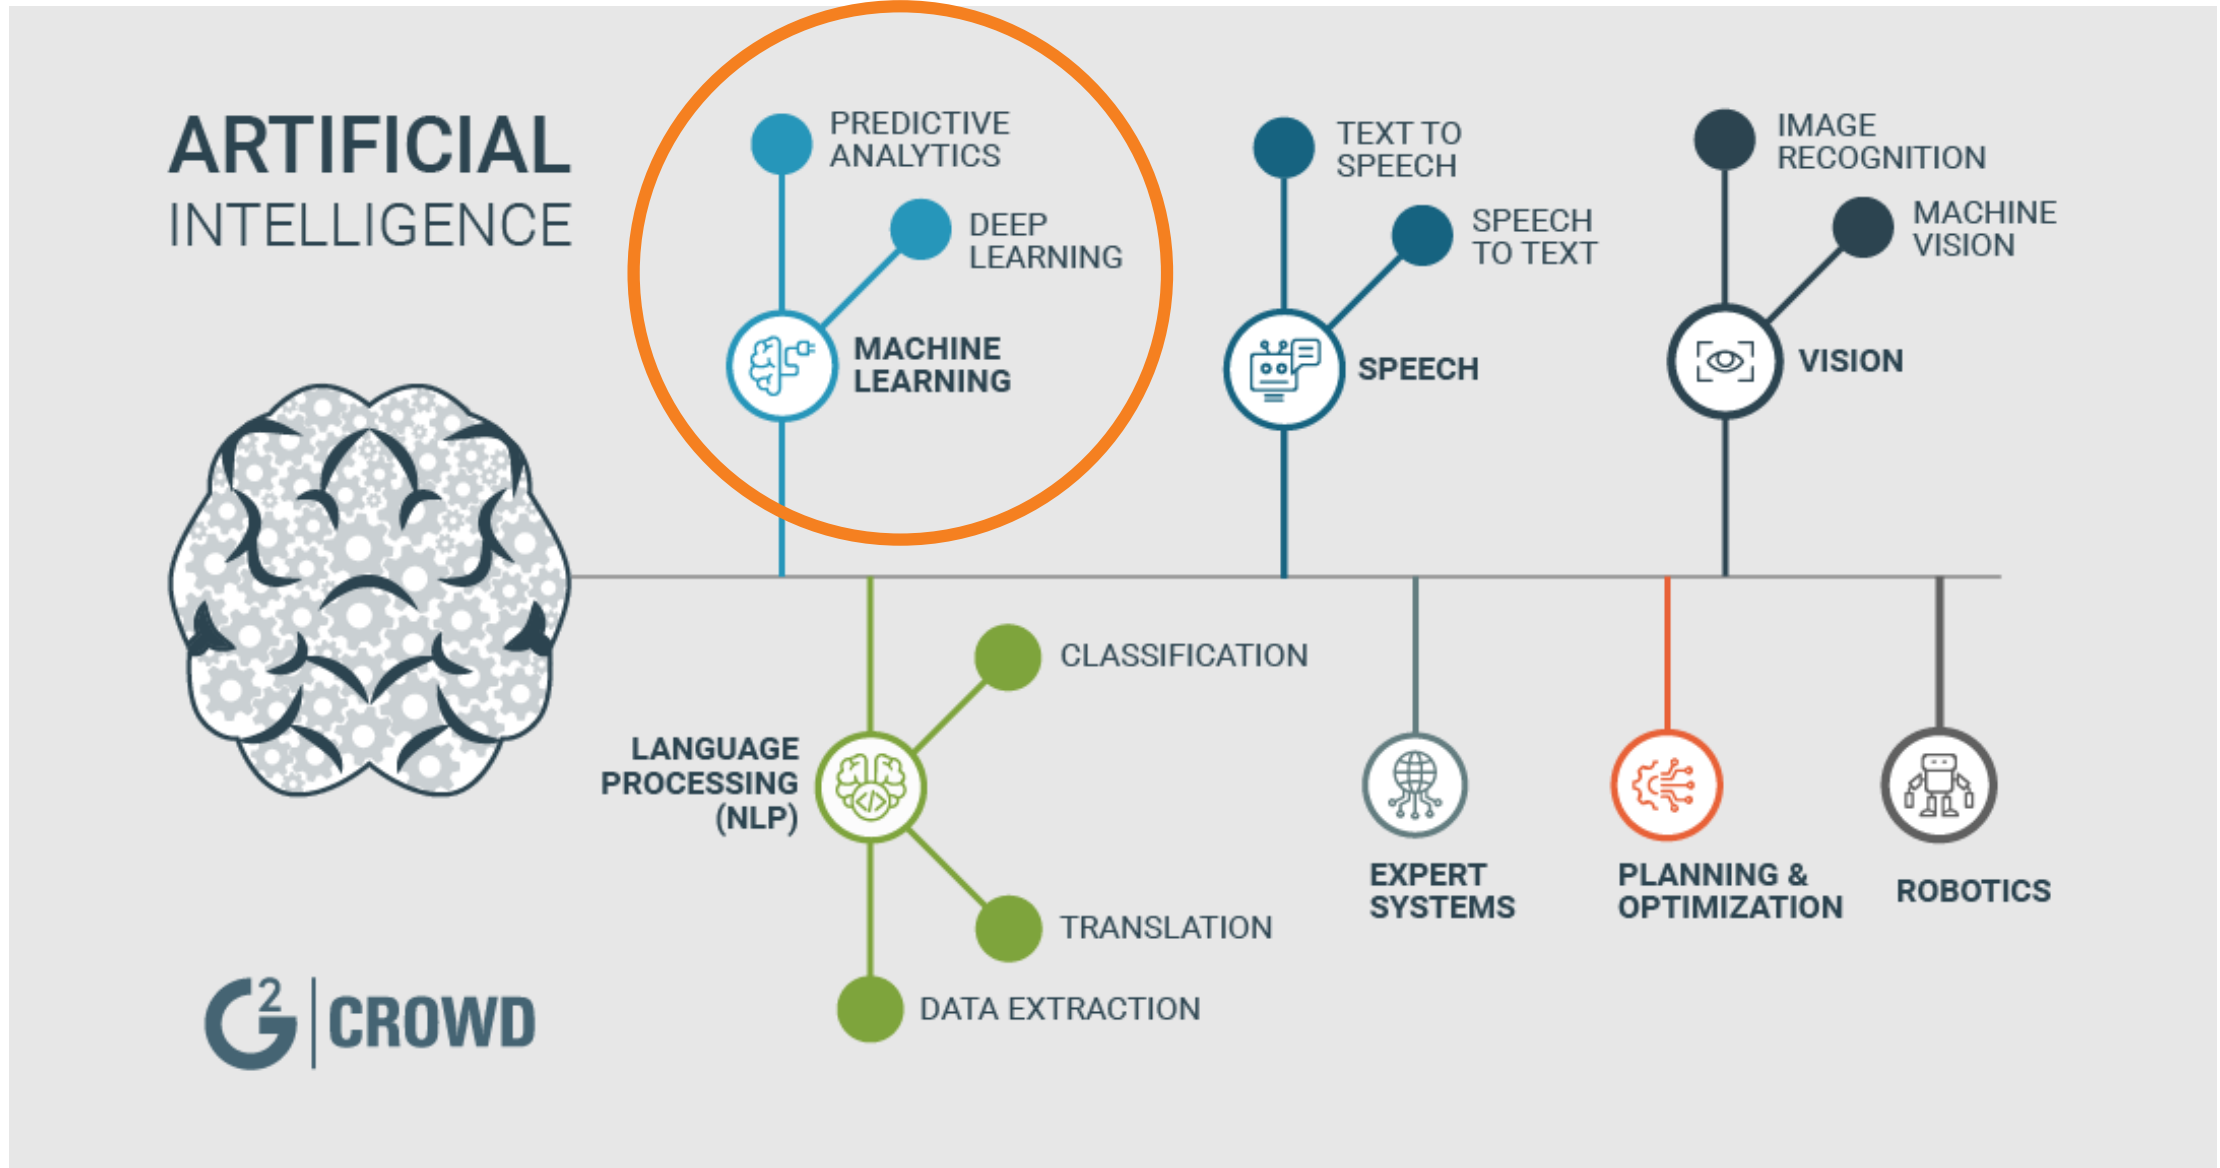 ARTIFICIAL
INTELLIGENCE
PREDICTIVE
ANALYTICS
DEEP
LEARNING
MACHINE
LEARNING
TEXT TO
SPEECH
SPEECH
TO TEXT
SPEECH
IMAGE
RECOGNITION
MACHINE
VISION
VISION
CLASSIFICATION
LANGUAGE
PROCESSING
(NLP)
</>
TRANSLATION
DATA EXTRACTION
EXPERT
SYSTEMS
PLANNING &
OPTIMIZATION
ROBOTICS
G2 | CROWD